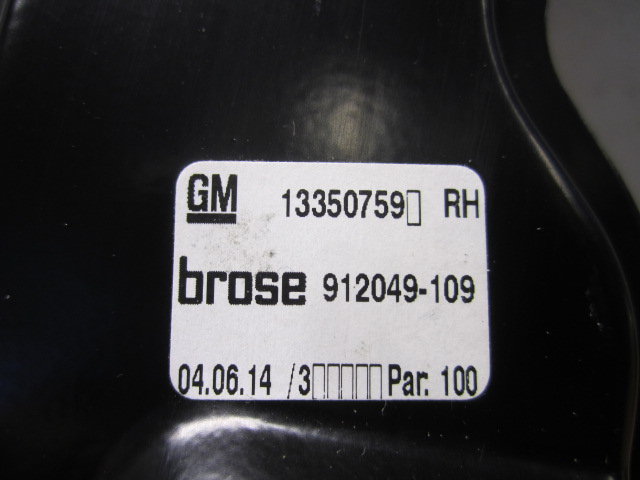 GM 13350759▯ RH
brose 912049-109
04.06.14 /3▯▯▯▯▯ Par. 100